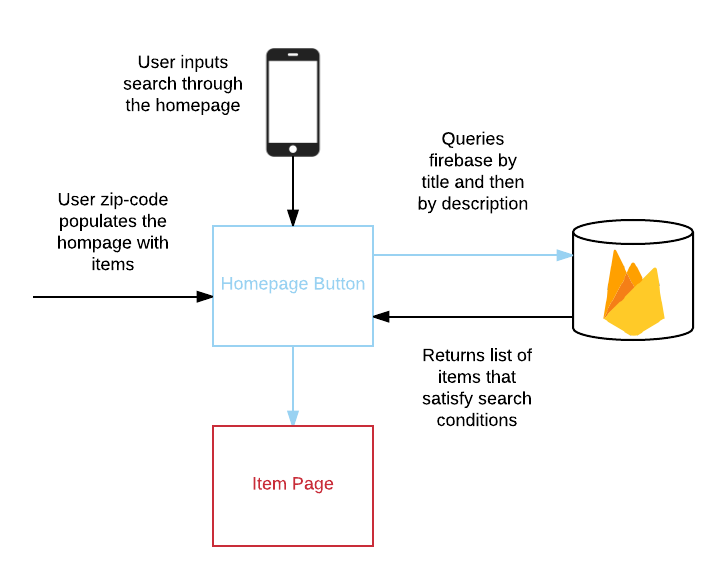 User inputs
search through
the homepage
Queries
firebase by
title and then
by description
User zip-code
populates the
hompage with
items
Homepage Button
Returns list of
items that
satisfy search
conditions
Item Page